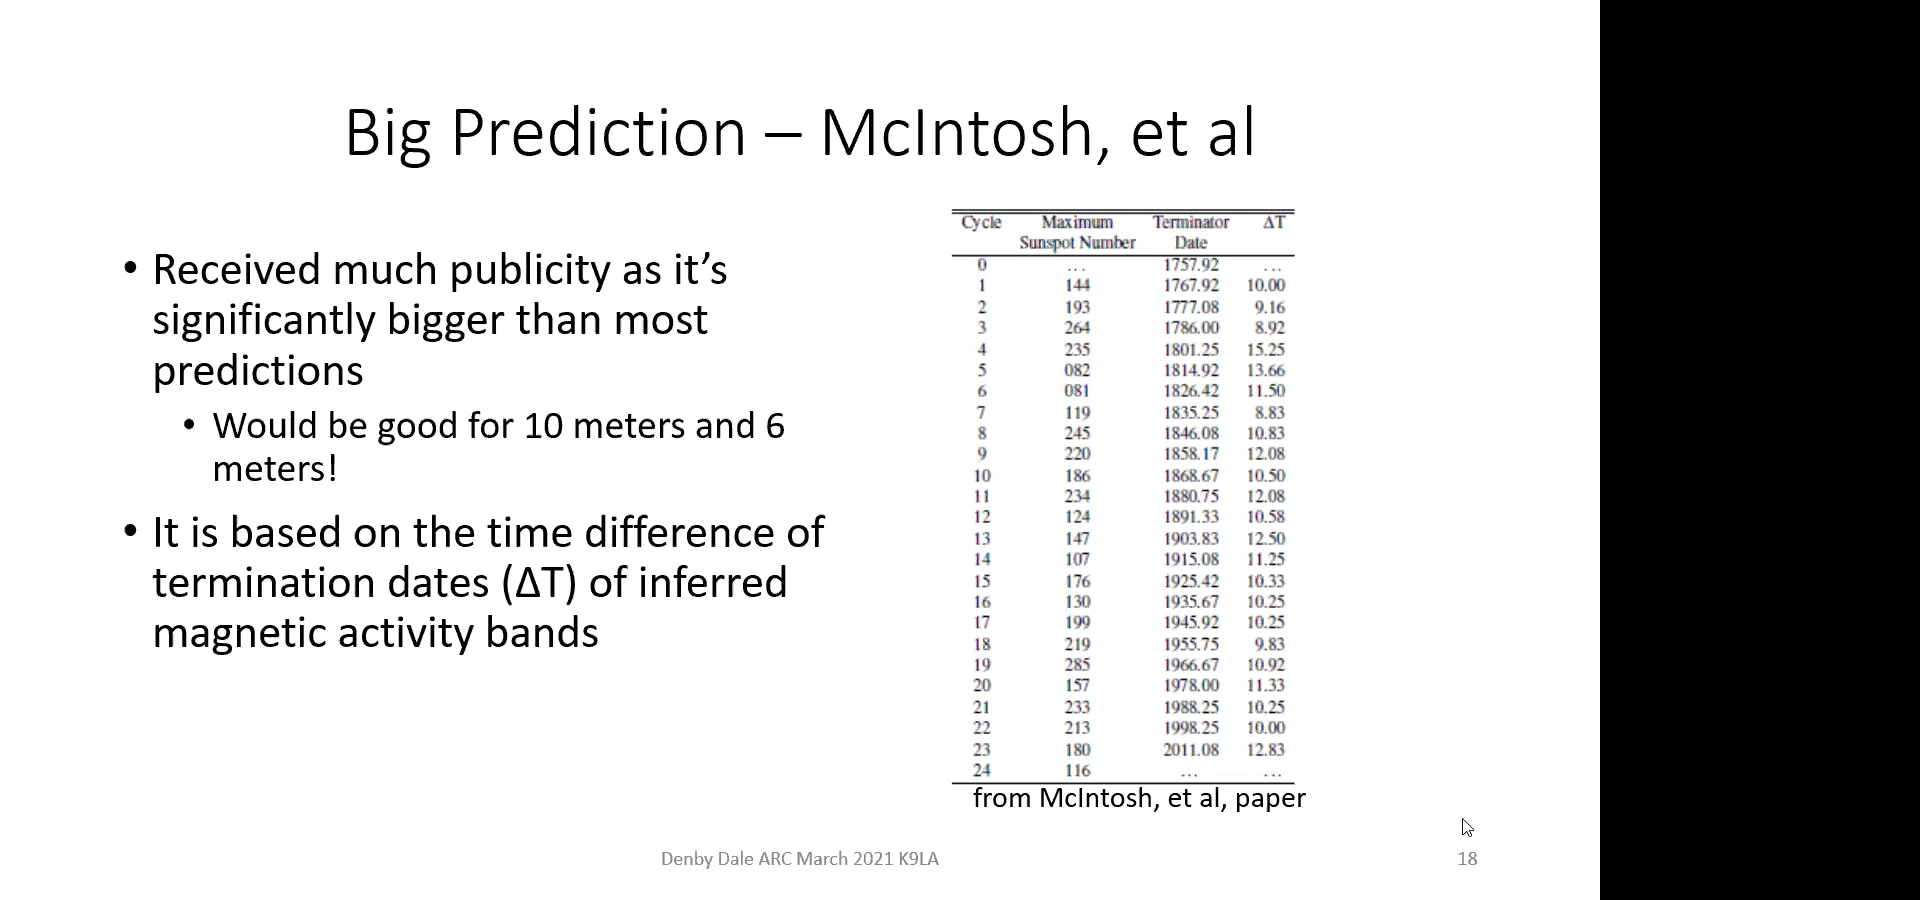 Big Prediction – McIntosh, et al
• Received much publicity as it’s
significantly bigger than most
predictions
• Would be good for 10 meters and 6
meters!
• It is based on the time difference of
termination dates (ΔT) of inferred
magnetic activity bands
Cycle Maximum Terminator ΔT
Sunspot Number Date
0 ... 1757.92 ...
1 144 1767.92 10.00
2 193 1777.08 9.16
3 264 1786.00 8.92
4 235 1801.25 15.25
5 082 1814.92 13.66
6 081 1826.42 11.50
7 119 1835.25 8.83
8 245 1846.08 10.83
9 220 1858.17 12.08
10 186 1868.67 10.50
11 234 1880.75 12.08
12 124 1891.33 10.58
13 147 1903.83 12.50
14 107 1915.08 11.25
15 176 1925.42 10.33
16 130 1935.67 10.25
17 199 1945.92 10.25
18 219 1955.75 9.83
19 285 1966.67 10.92
20 157 1978.00 11.33
21 233 1988.25 10.25
22 213 1998.25 10.00
23 180 2011.08 12.83
24 116 ... ...
from McIntosh, et al, paper
Denby Dale ARC March 2021 K9LA
18